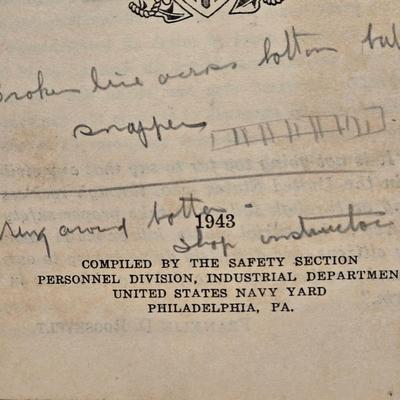 Broken line across bottom
snapper
ring around bottom
1943
Shop instructor
COMPILED BY THE SAFETY SECTION
PERSONNEL DIVISION, INDUSTRIAL DEPARTMEN
UNITED STATES NAVY YARD
PHILADELPHIA, PA.